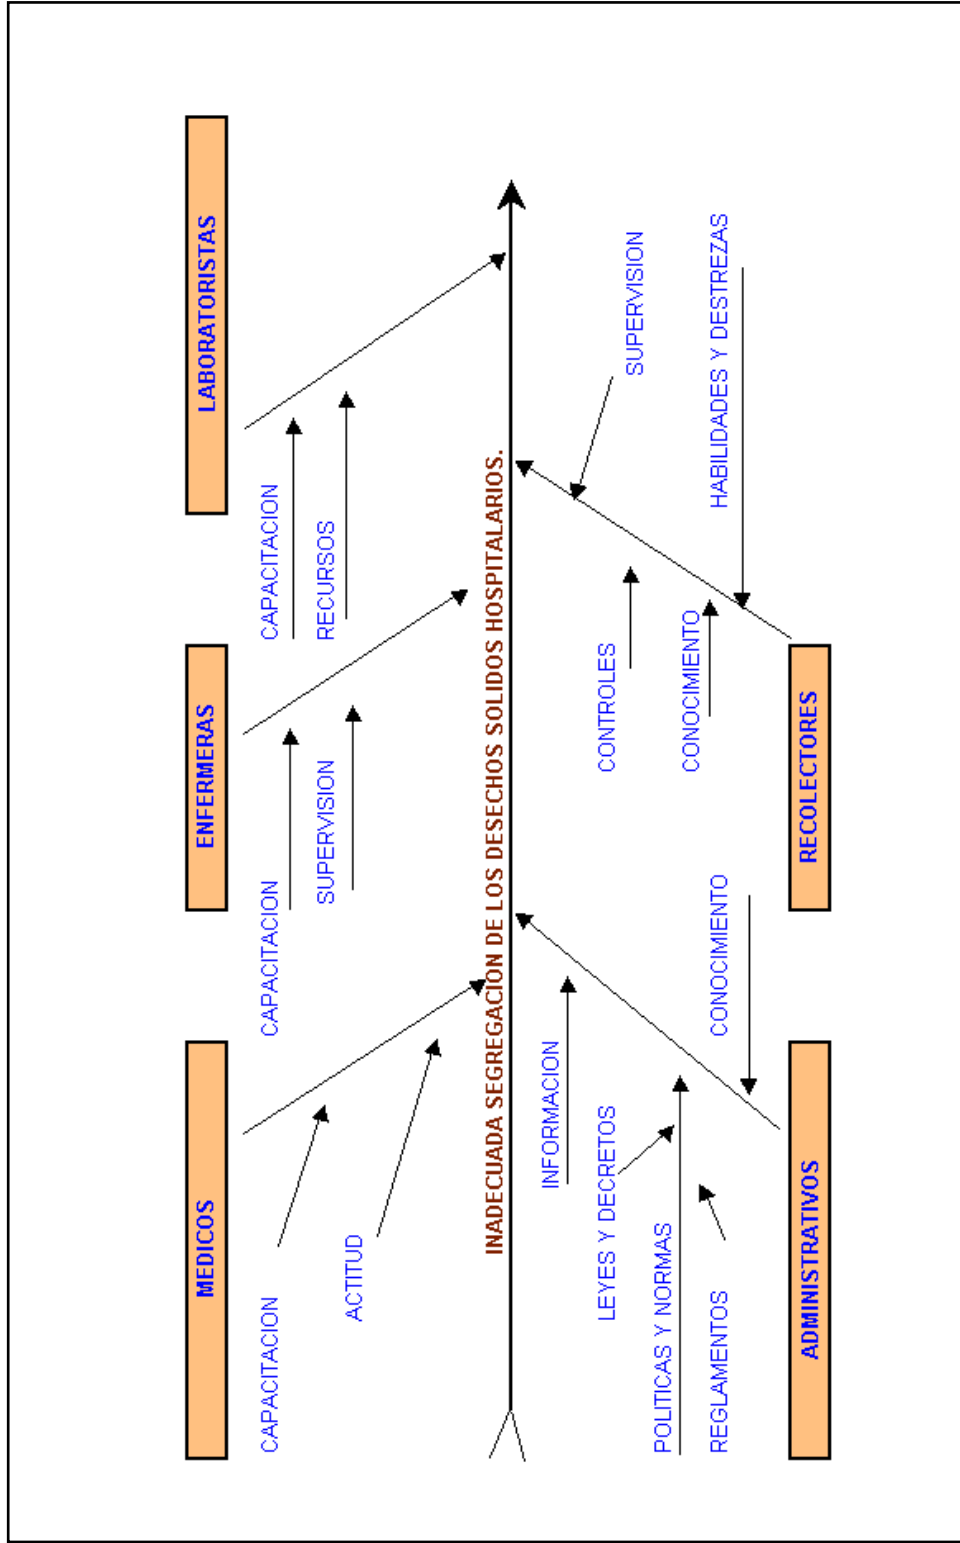 MEDICOS
ENFERMERAS
LABORATORISTAS
CAPACITACION
CAPACITACION
CAPACITACION
ACTITUD
SUPERVISION
RECURSOS
INADECUADA SEGREGACION DE LOS DESECHOS SOLIDOS HOSPITALARIOS.
INFORMACION
CONTROLES
SUPERVISION
LEYES Y DECRETOS
POLITICAS Y NORMAS
CONOCIMIENTO
REGLAMENTOS
CONOCIMIENTO
HABILIDADES Y DESTREZAS
ADMINISTRATIVOS
RECOLECTORES